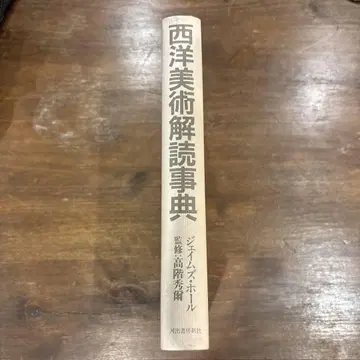 西洋美術解読事典
ジェイムズ・ホール
監修・高階秀爾
河出書房新社